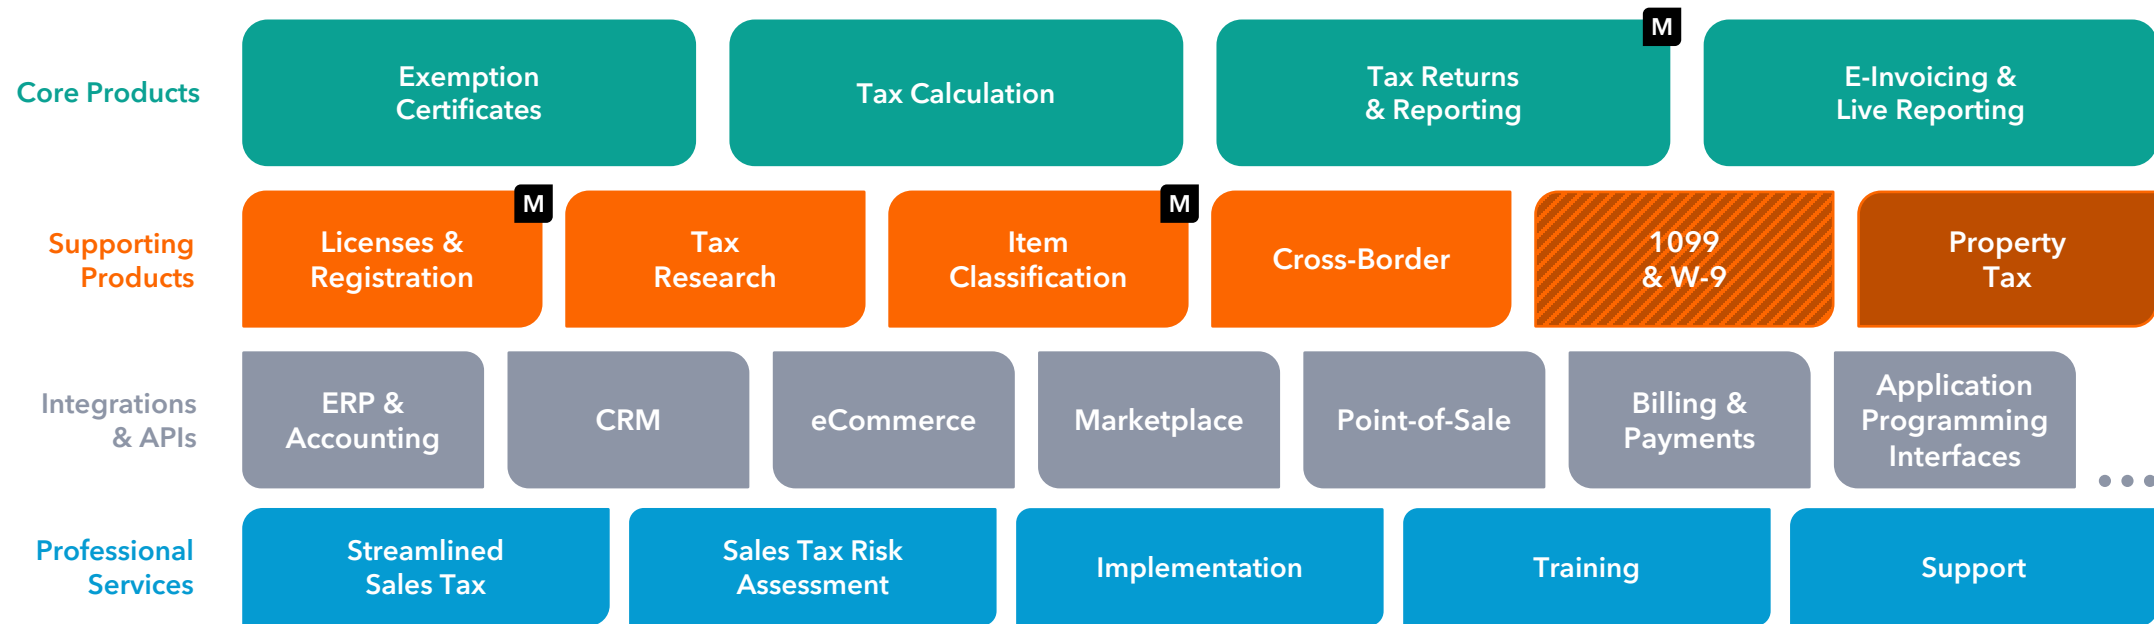 Core Products
Exemption
Certificates
Tax Calculation
M
Tax Returns
& Reporting
E-Invoicing &
Live Reporting
Supporting
Products
M
Licenses &
Registration
Tax
Research
M
Item
Classification
Cross-Border
1099
& W-9
Property
Tax
Integrations
& APIs
ERP &
Accounting
CRM
eCommerce
Marketplace
Point-of-Sale
Billing &
Payments
Application
Programming
Interfaces
...
Professional
Services
Streamlined
Sales Tax
Sales Tax Risk
Assessment
Implementation
Training
Support